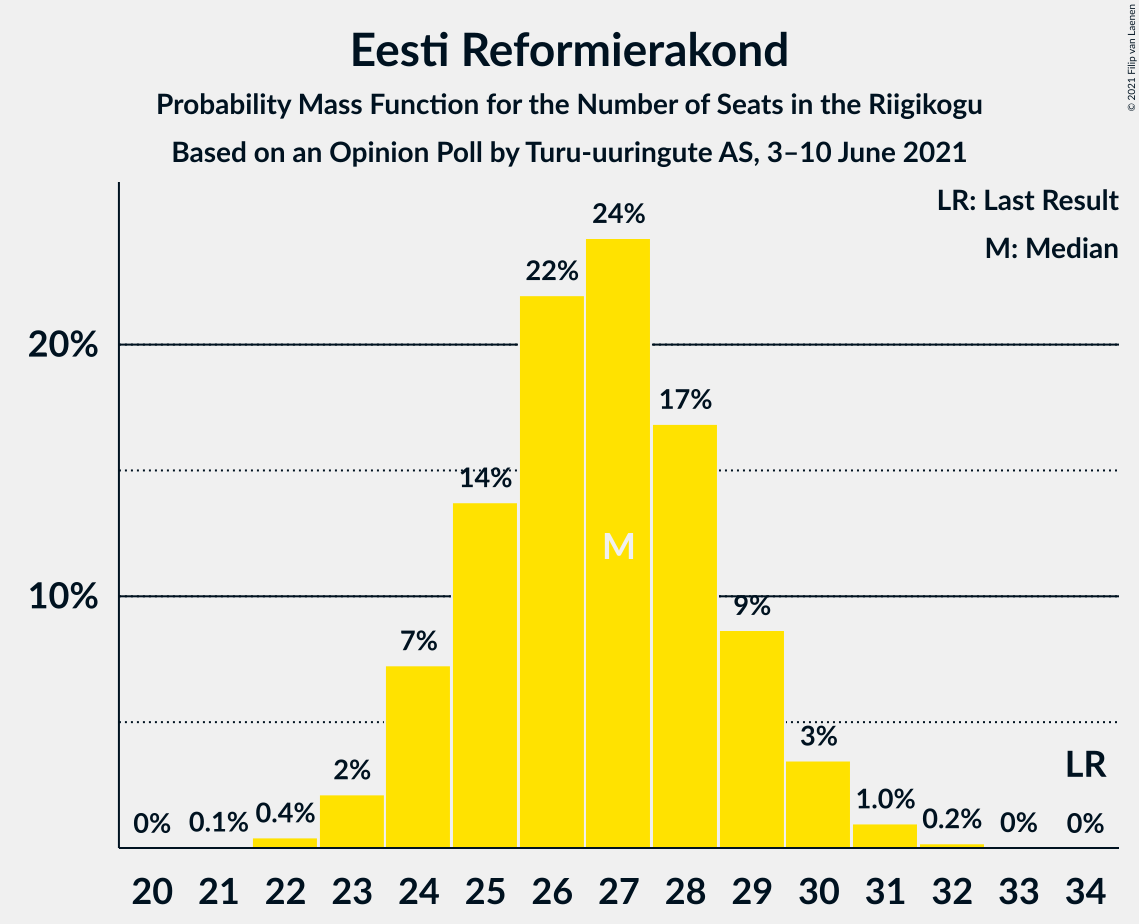 Eesti Reformierakond
Probability Mass Function for the Number of Seats in the Riigikogu
Based on an Opinion Poll by Turu-uuringute AS, 3–10 June 2021
© 2021 Filip van Laenen
LR: Last Result
M: Median
20%
10%
0%
0.1%
0.4%
2%
7%
14%
22%
24%
17%
9%
3%
1.0%
0.2%
0%
0%
M
LR
20 21 22 23 24 25 26 27 28 29 30 31 32 33 34